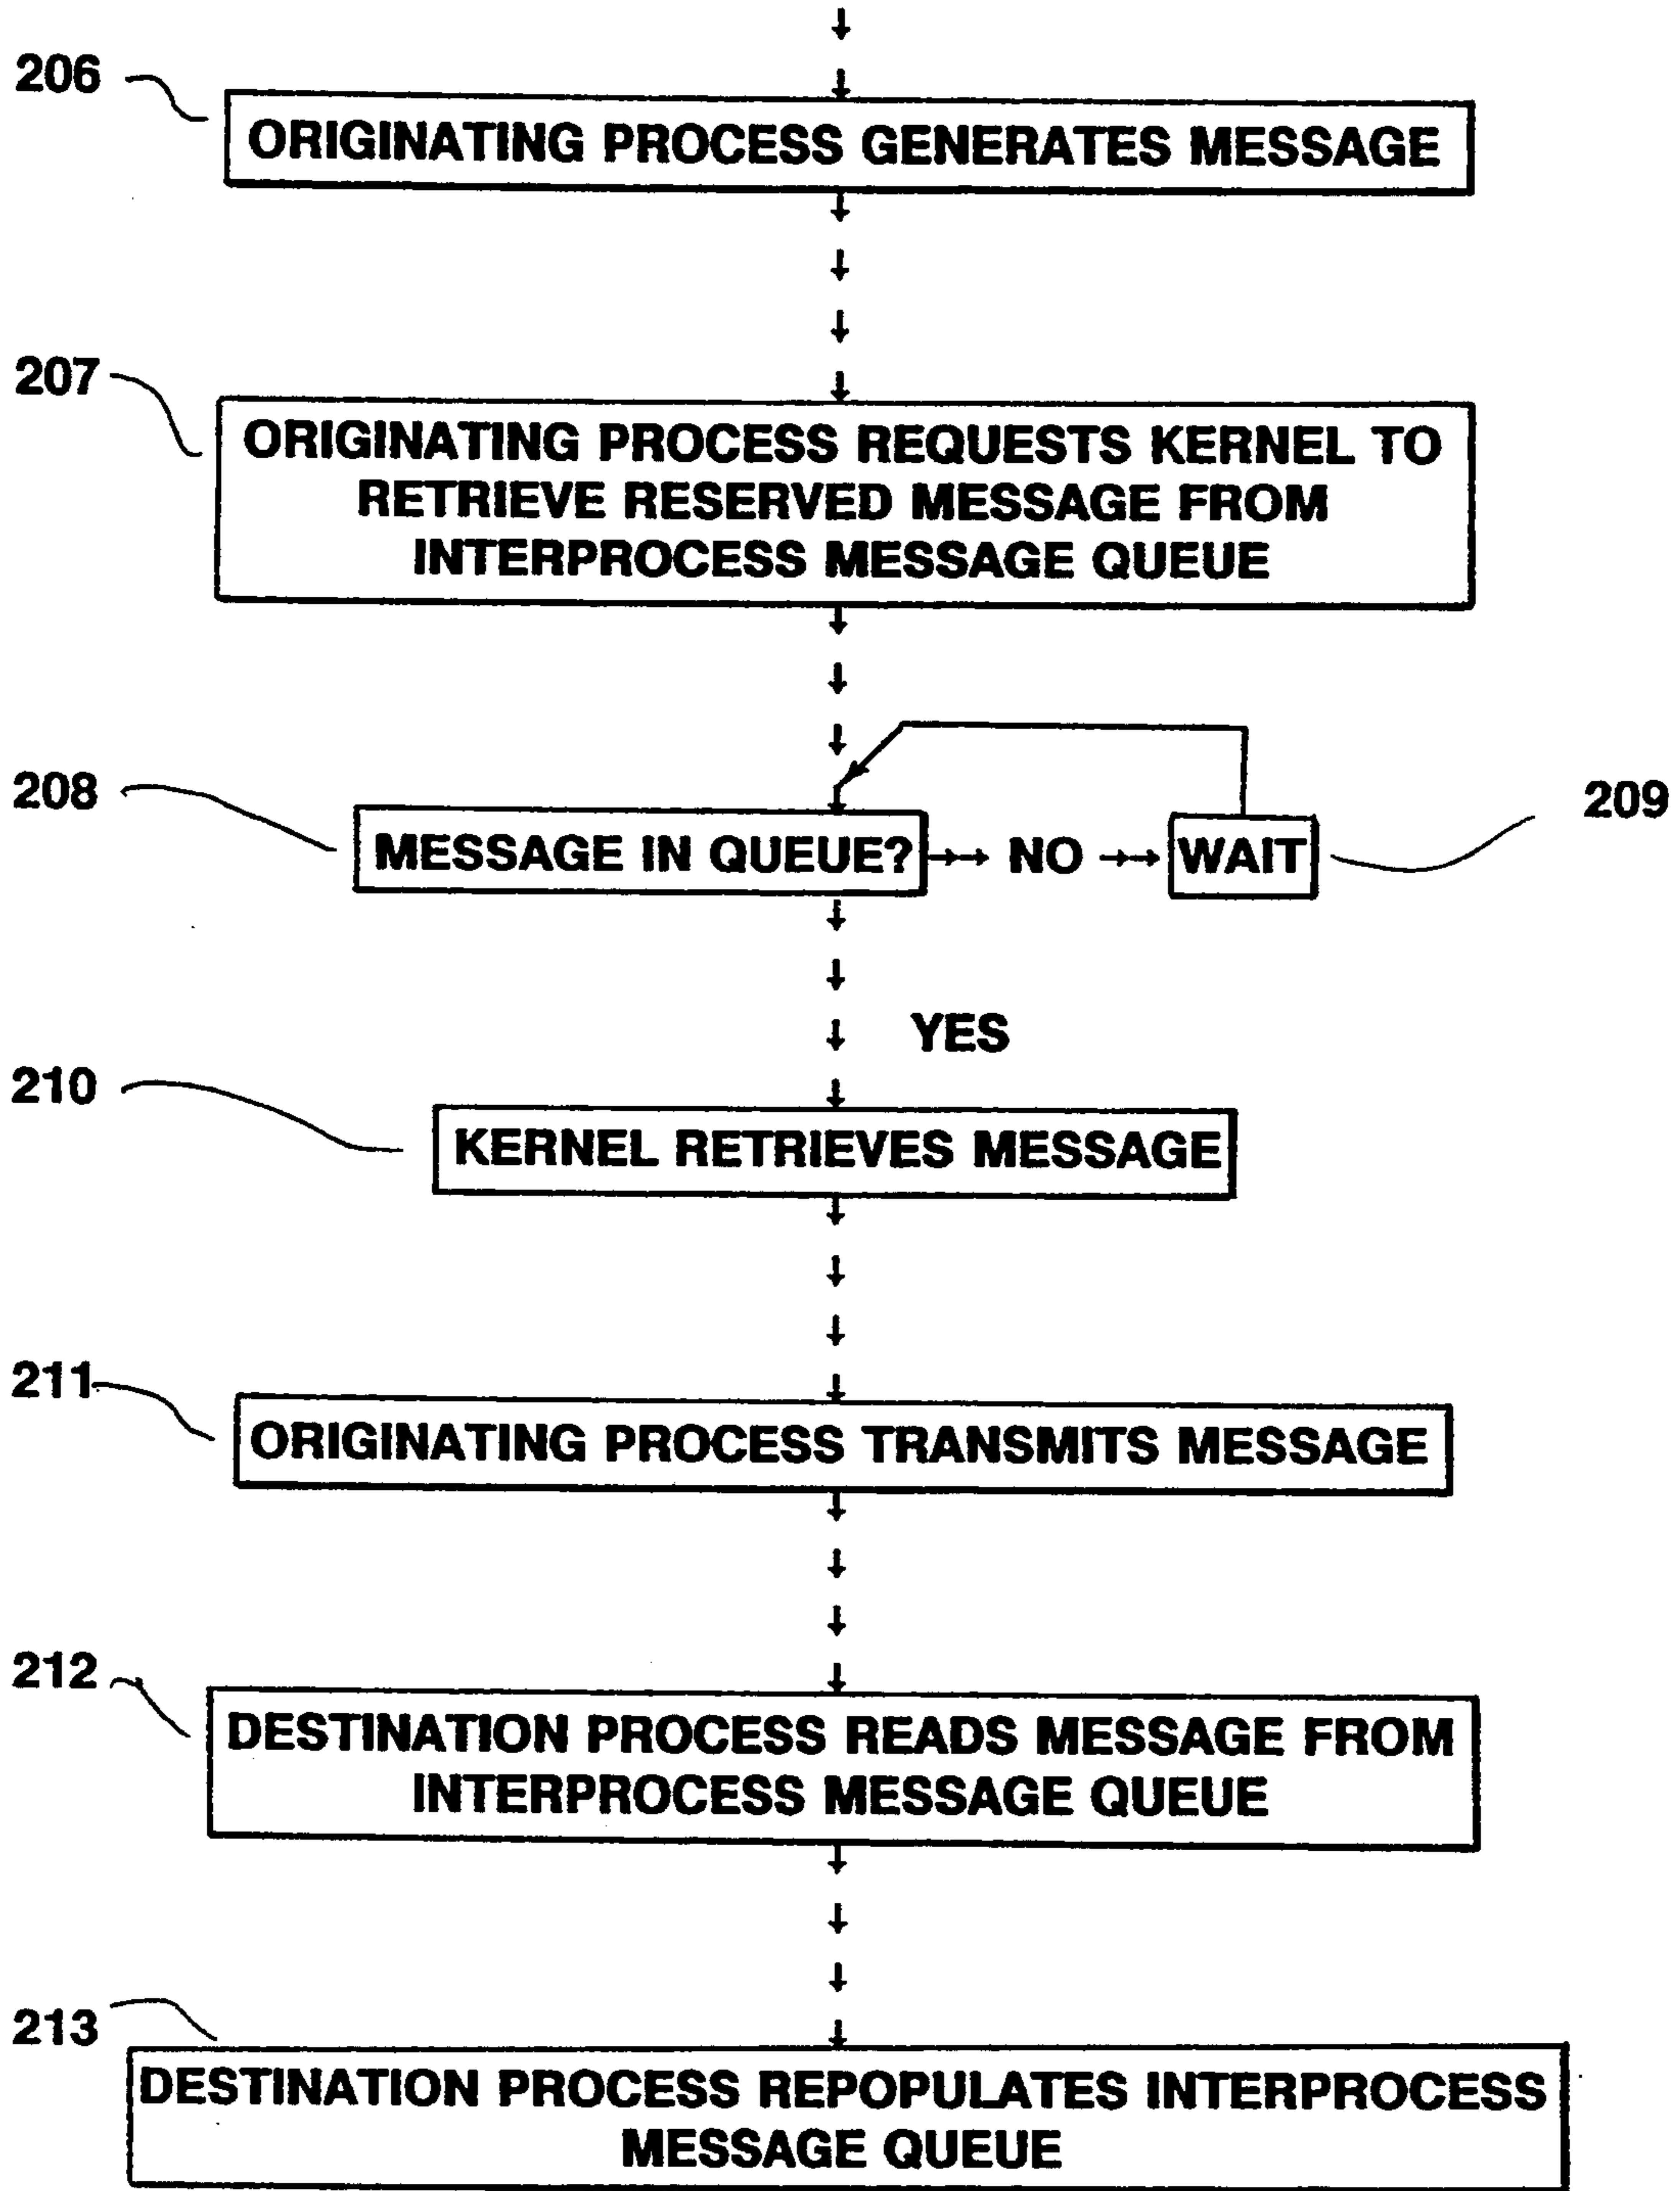 206
ORIGINATING PROCESS GENERATES MESSAGE
207
ORIGINATING PROCESS REQUESTS KERNEL TO
RETRIEVE RESERVED MESSAGE FROM
INTERPROCESS MESSAGE QUEUE
208
MESSAGE IN QUEUE?
NO
WAIT
209
YES
210
KERNEL RETRIEVES MESSAGE
211
ORIGINATING PROCESS TRANSMITS MESSAGE
212
DESTINATION PROCESS READS MESSAGE FROM
INTERPROCESS MESSAGE QUEUE
213
DESTINATION PROCESS REPOPULATES INTERPROCESS
MESSAGE QUEUE